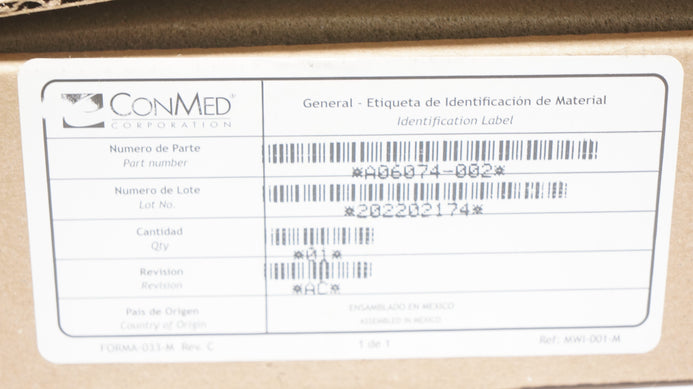 CONMED®
CORPORATION
General - Etiqueta de Identificación de Material
Identification Label
Numero de Parte
Part number
*A06074-002*
Numero de Lote
Lot No.
*202202174*
Cantidad
Qty
*01*
Revision
Revision
*AC*
Pais de Origen
Country of Origin
ENSAMBLADO EN MEXICO
ASSEMBLED IN MEXICO
FORMA-033-M Rev. C
1 de 1
Ref: MWI-001-M